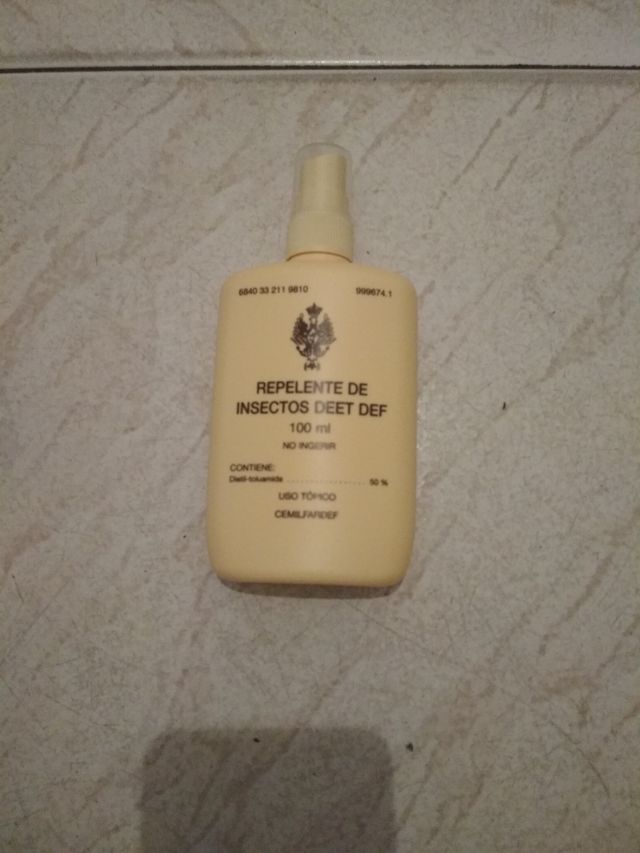 6840 33 211 9810 999674.1
REPELENTE DE
INSECTOS DEET DEF
100 ml
NO INGERIR
CONTIENE:
Dietil-toluamida .......................... 50 %
USO TÓPICO
CEMILFARDEF